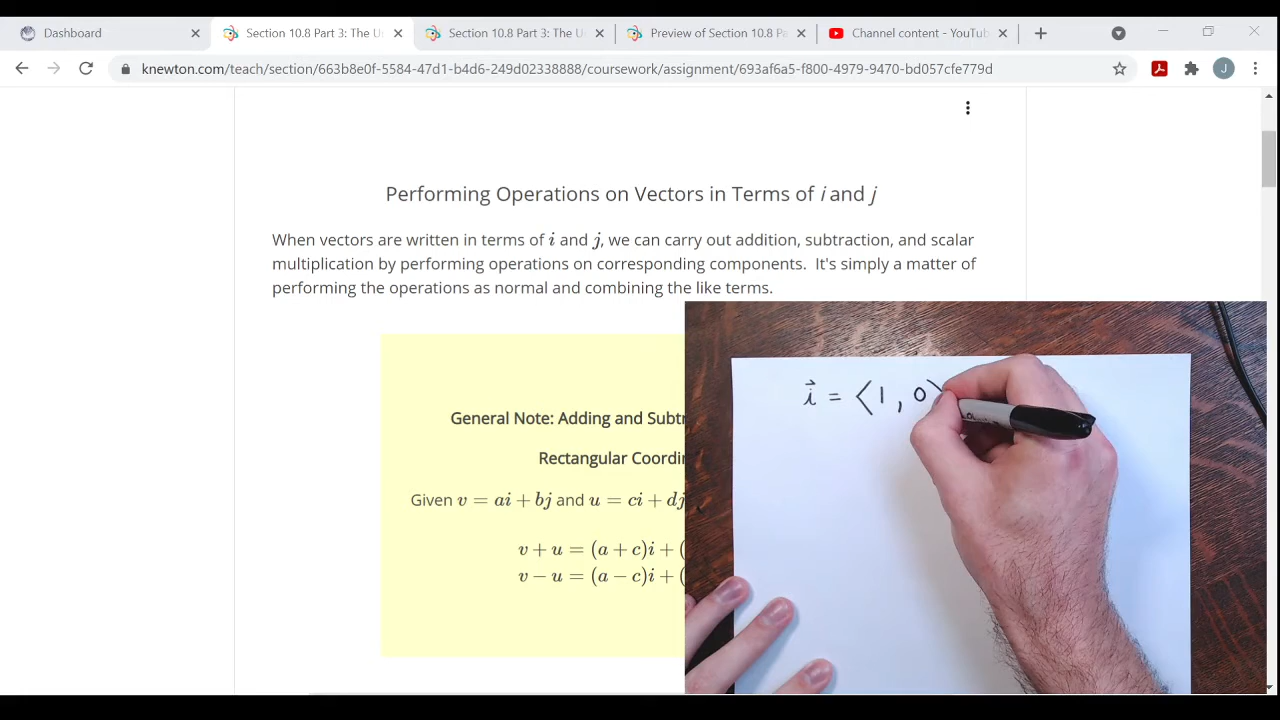 Dashboard
Section 10.8 Part 3: The U
Section 10.8 Part 3: The U
Preview of Section 10.8 Pa
Channel content - YouTub
knewton.com/teach/section/663b8e0f-5584-47d1-b4d6-249d02338888/coursework/assignment/693af6a5-f800-4979-9470-bd057cfe779d
J
Performing Operations on Vectors in Terms of i and j
When vectors are written in terms of i and j, we can carry out addition, subtraction, and scalar
multiplication by performing operations on corresponding components. It's simply a matter of
performing the operations as normal and combining the like terms.
General Note: Adding and Subtr
Rectangular Coordi
Given v = ai + bj and u = ci + dj
v + u = (a + c)i + (
v − u = (a − c)i + (
i⃗ = ⟨1, 0⟩